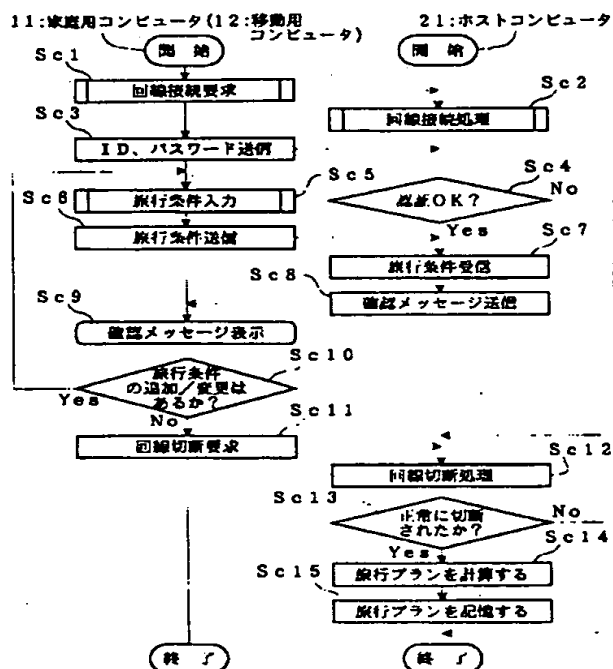 11:家庭用コンピュータ(12:移動用
コンピュータ)
21:ホストコンピュータ
開 始
開 始
Sc1
回線接続要求
Sc2
回線接続処理
Sc3
ID、パスワード送信
Sc4
認証OK?
No
Yes
Sc5
旅行条件入力
Sc6
旅行条件送信
Sc7
旅行条件受信
Sc8
確認メッセージ送信
Sc9
確認メッセージ表示
Sc10
旅行条件
の追加/変更は
あるか?
Yes
No
Sc11
回線切断要求
Sc12
回線切断処理
Sc13
正常に切断
されたか?
No
Yes
Sc14
旅行プランを計算する
Sc15
旅行プランを記憶する
終 了
終 了